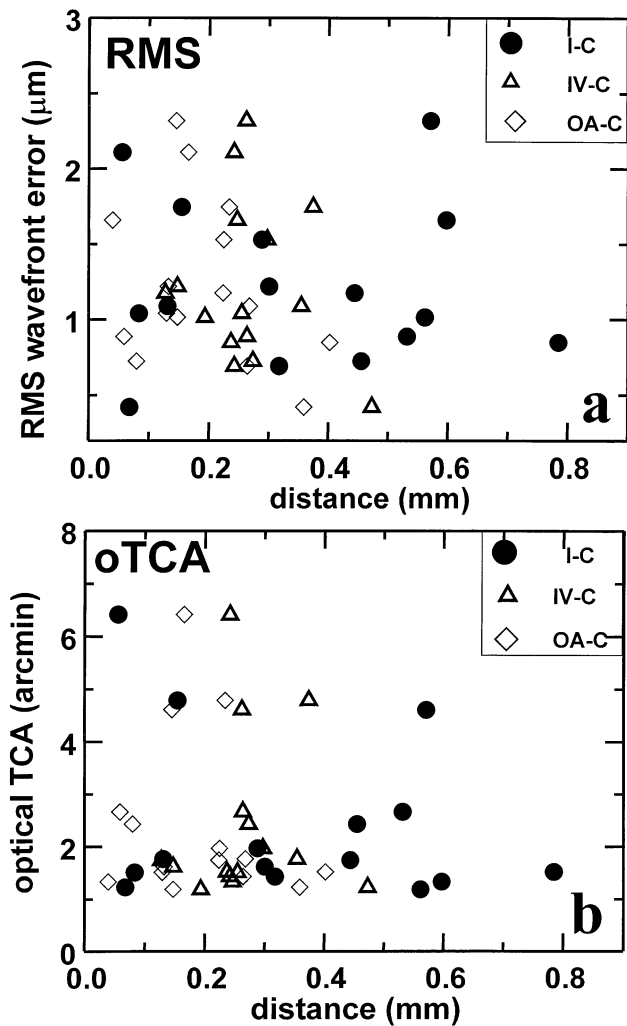 3
RMS
I-C
IV-C
OA-C
2
1
RMS wavefront error (μm)
a
0.0 0.2 0.4 0.6 0.8
distance (mm)
8
oTCA
I-C
IV-C
OA-C
6
4
2
0
optical TCA (arcmin)
b
0.0 0.2 0.4 0.6 0.8
distance (mm)